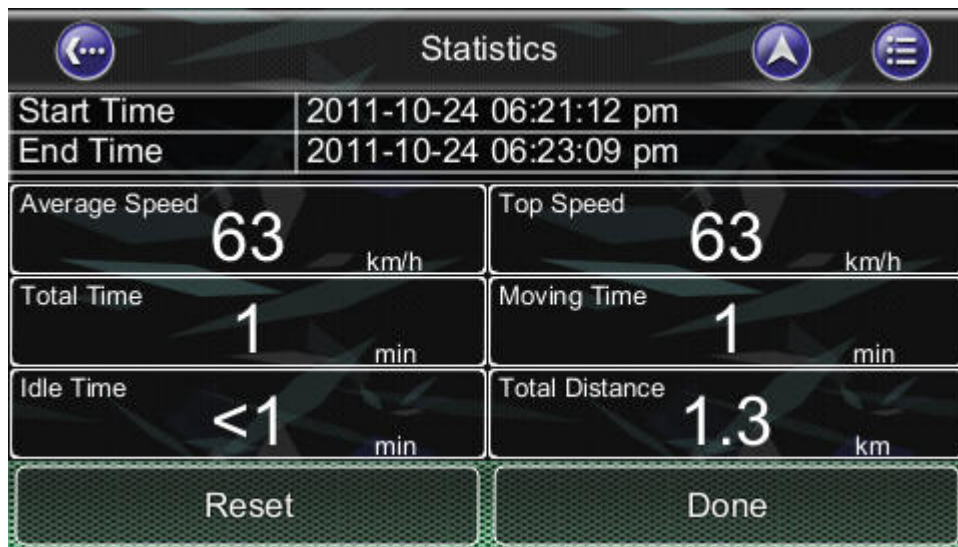 Statistics
Start Time 2011-10-24 06:21:12 pm
End Time 2011-10-24 06:23:09 pm
Average Speed 63 km/h
Top Speed 63 km/h
Total Time 1 min
Moving Time 1 min
Idle Time <1 min
Total Distance 1.3 km
Reset
Done